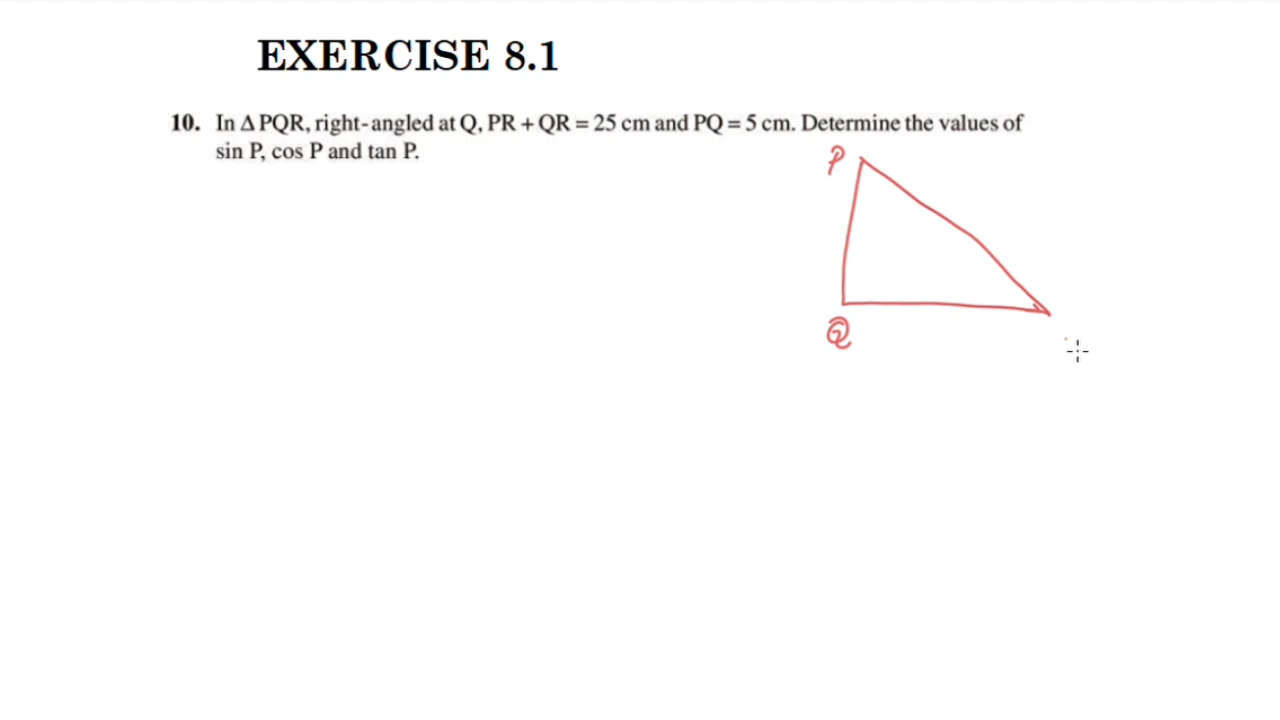 EXERCISE 8.1
10. In Δ PQR, right-angled at Q, PR + QR = 25 cm and PQ = 5 cm. Determine the values of
sin P, cos P and tan P.
P
Q